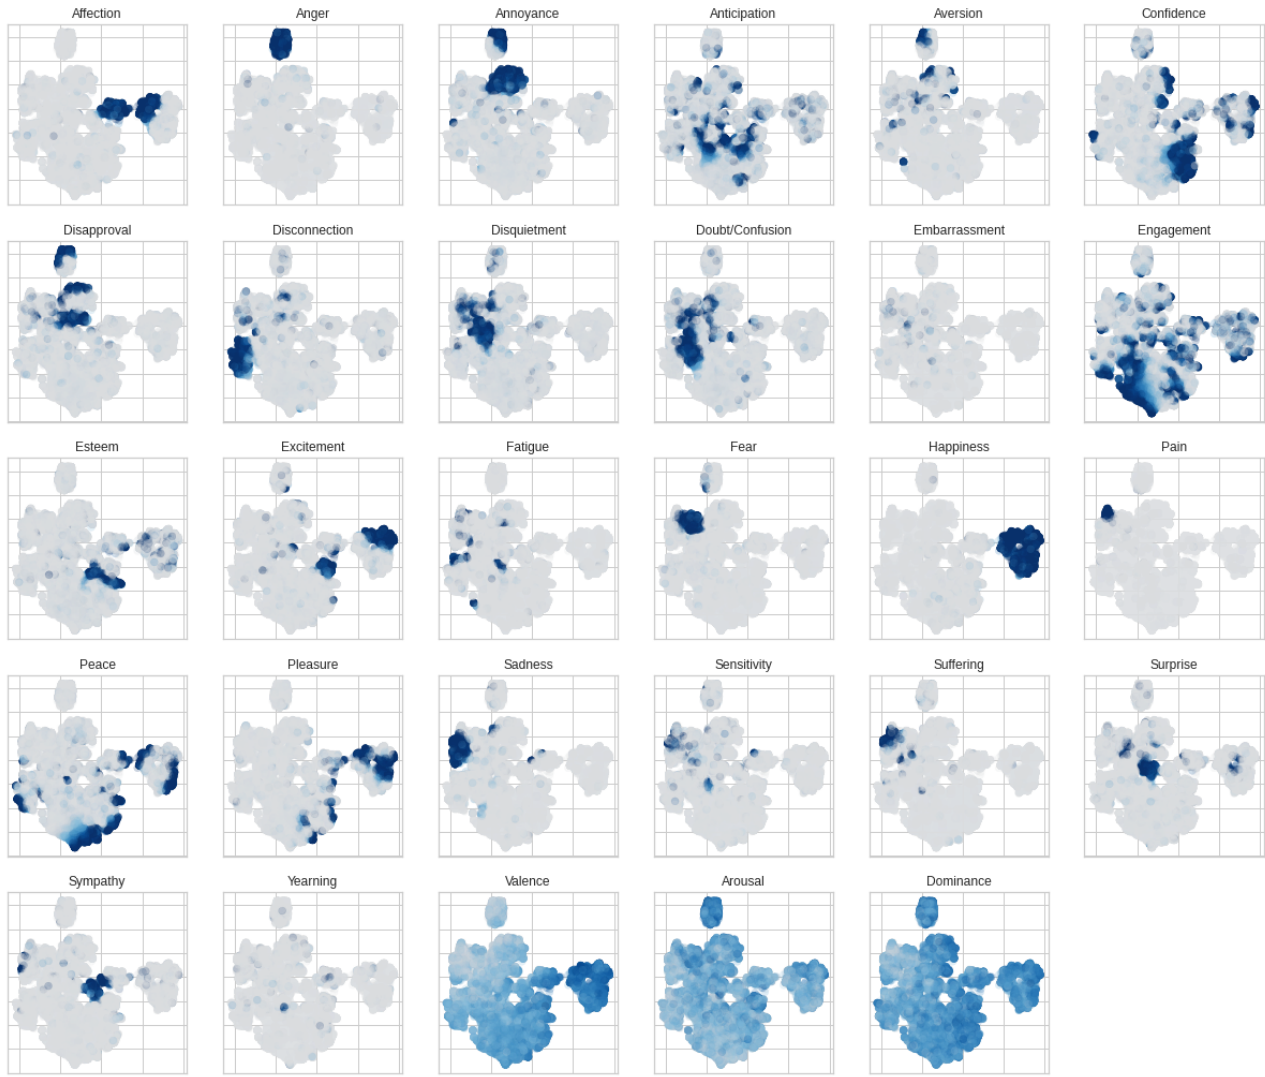 Affection Anger Annoyance Anticipation Aversion Confidence
Disapproval Disconnection Disquietment Doubt/Confusion Embarrassment Engagement
Esteem Excitement Fatigue Fear Happiness Pain
Peace Pleasure Sadness Sensitivity Suffering Surprise
Sympathy Yearning Valence Arousal Dominance